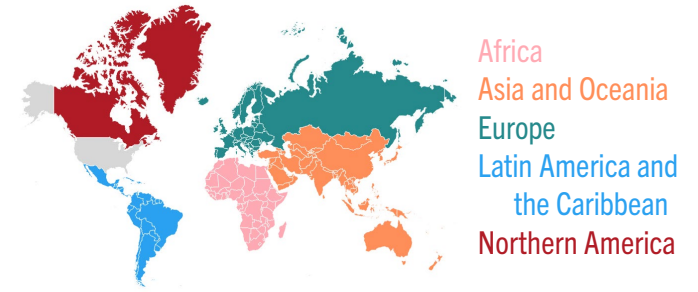 Africa
Asia and Oceania
Europe
Latin America and
the Caribbean
Northern America